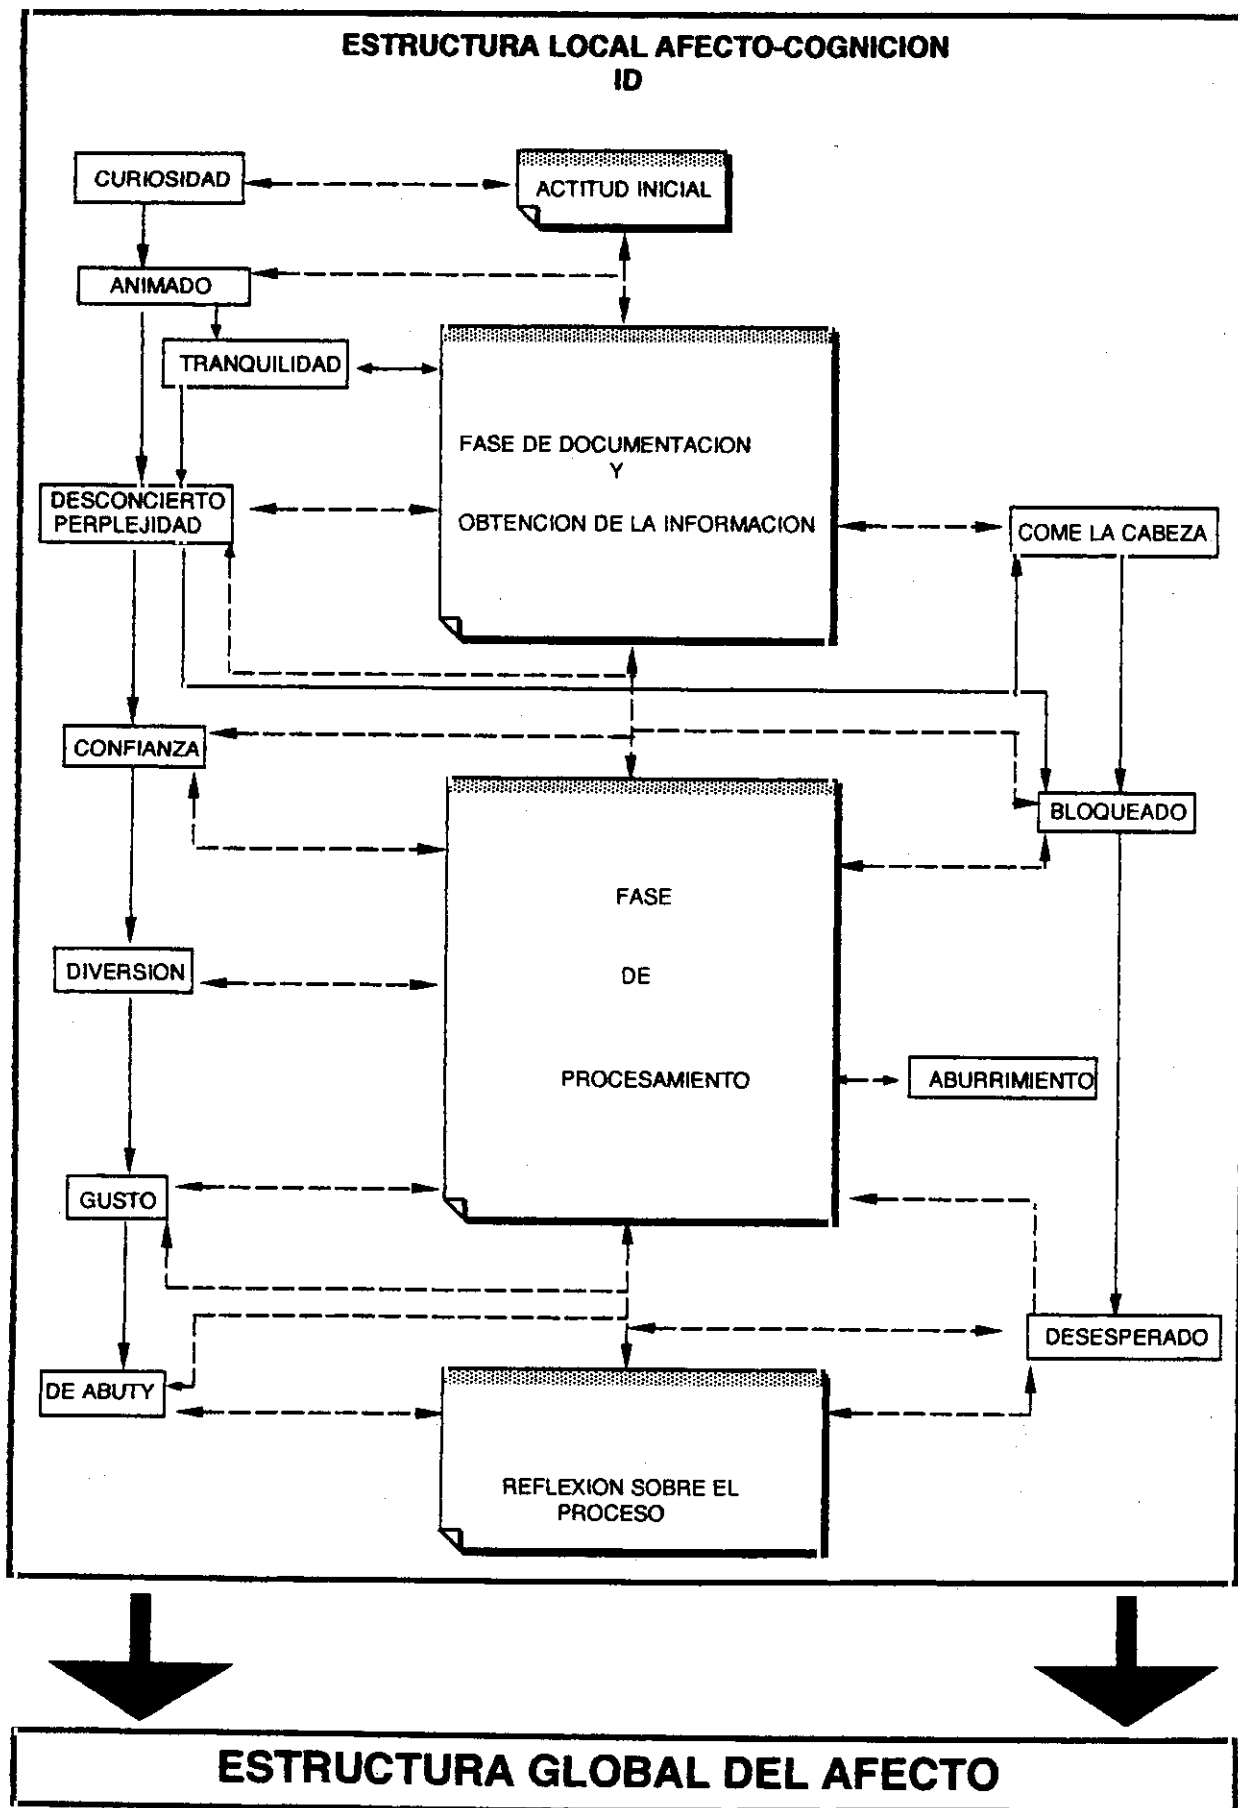 ESTRUCTURA LOCAL AFECTO-COGNICION
ID
CURIOSIDAD
ACTITUD INICIAL
ANIMADO
TRANQUILIDAD
FASE DE DOCUMENTACION
Y
OBTENCION DE LA INFORMACION
DESCONCIERTO
PERPLEJIDAD
COME LA CABEZA
CONFIANZA
BLOQUEADO
FASE
DE
PROCESAMIENTO
DIVERSION
ABURRIMIENTO
GUSTO
DESESPERADO
DE ABUTY
REFLEXION SOBRE EL
PROCESO
ESTRUCTURA GLOBAL DEL AFECTO